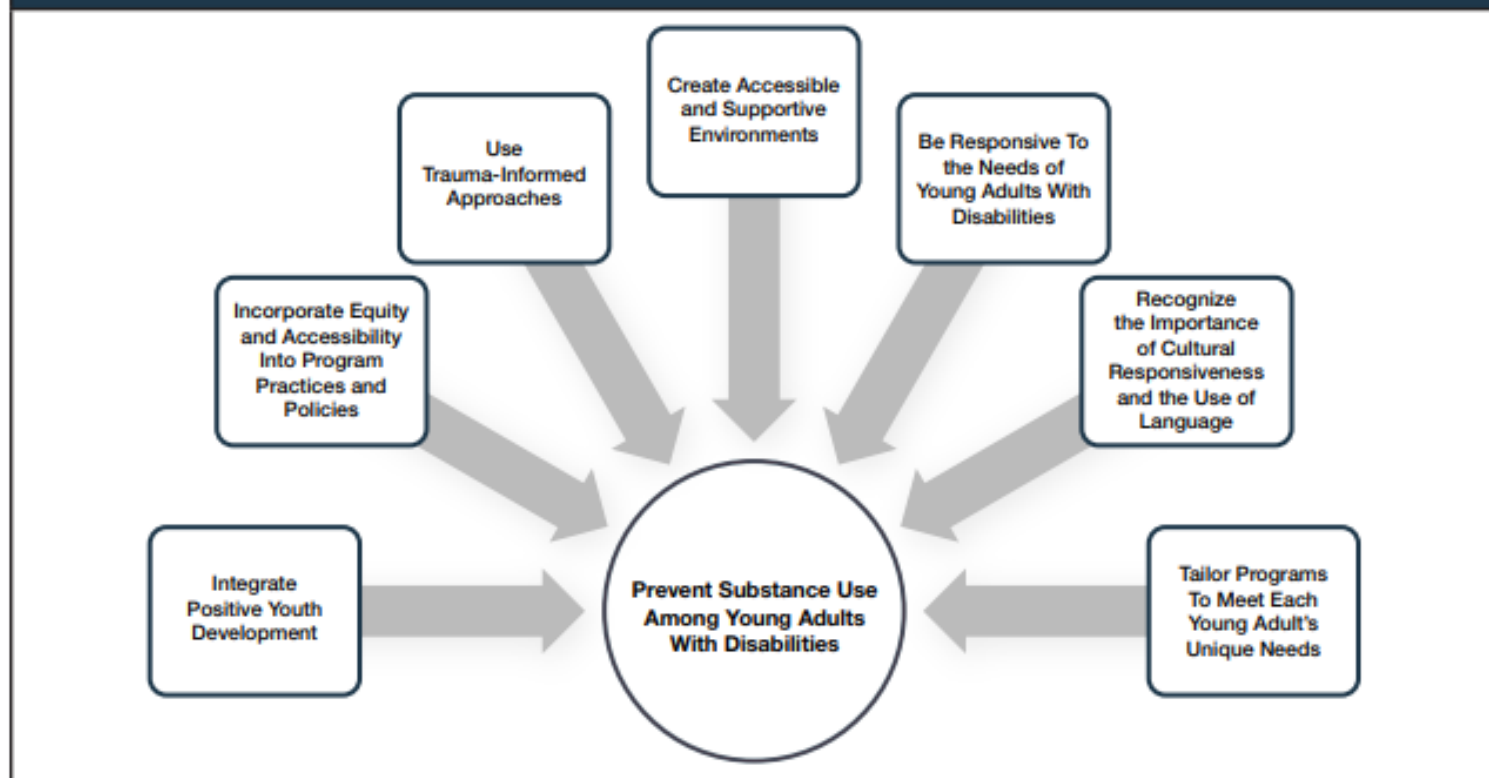 Create Accessible
and Supportive
Environments
Use
Trauma-Informed
Approaches
Be Responsive To
the Needs of
Young Adults With
Disabilities
Incorporate Equity
and Accessibility
Into Program
Practices and
Policies
Recognize
the Importance
of Cultural
Responsiveness
and the Use of
Language
Integrate
Positive Youth
Development
Prevent Substance Use
Among Young Adults
With Disabilities
Tailor Programs
To Meet Each
Young Adult's
Unique Needs